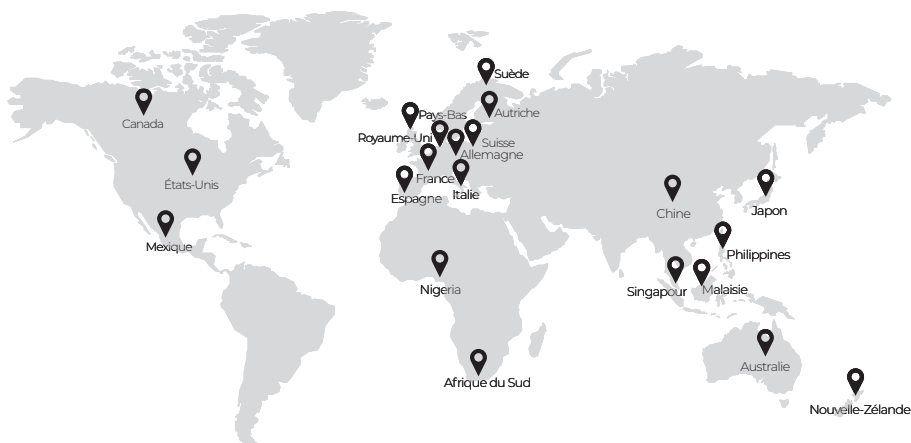 Suède
Canada
Pays-Bas
Autriche
Royaume-Uni
Suisse
Allemagne
France
États-Unis
Italie
Espagne
Chine
Japon
Mexique
Philippines
Nigeria
Singapour
Malaisie
Australie
Afrique du Sud
Nouvelle-Zélande